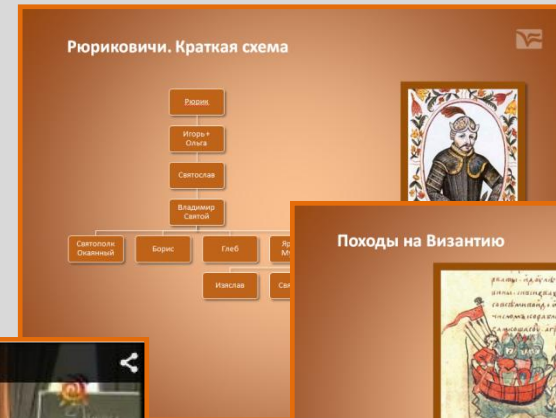 Рюриковичи. Краткая схема
Рюрик
Игорь+
Ольга
Святослав
Владимир
Святой
Святополк
Окаянный
Борис
Глеб
Изяслав
Походы на Византию